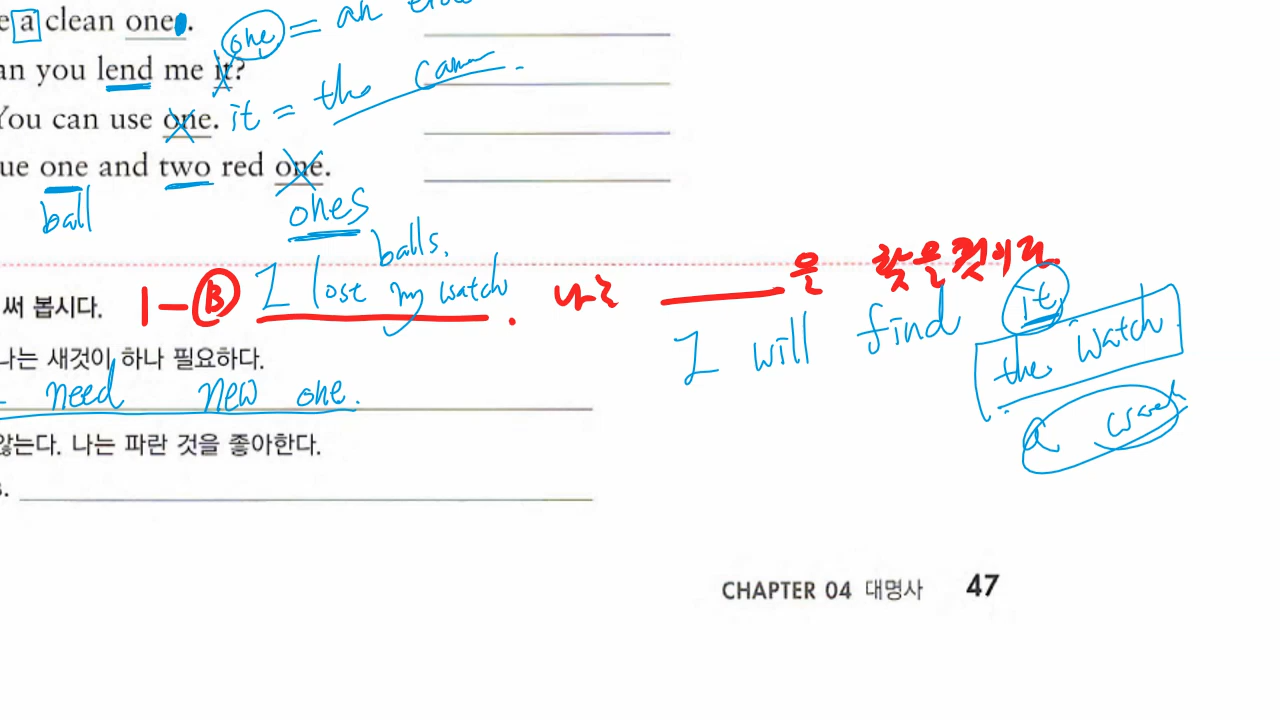 e a clean one.
one = an
an you lend me it?
it = the came
You can use one.
ue one and two red one.
ball
ones
balls.
써 봅시다.
1-B I lost my watch. 나는 ____을 찾을 것이다
I will find it
the watch
a
나는 새것이 하나 필요하다.
need new one.
않는다. 나는 파란 것을 좋아한다.
s.
CHAPTER 04 대명사 47